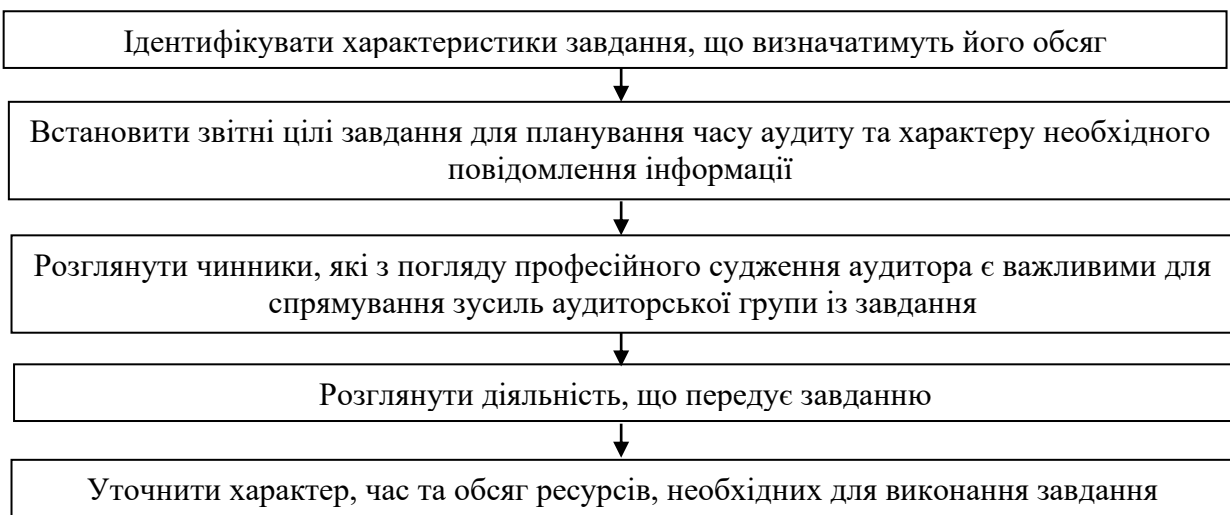 Ідентифікувати характеристики завдання, що визначатимуть його обсяг
Встановити звітні цілі завдання для планування часу аудиту та характеру необхідного
повідомлення інформації
Розглянути чинники, які з погляду професійного судження аудитора є важливими для
спрямування зусиль аудиторської групи із завдання
Розглянути діяльність, що передує завданню
Уточнити характер, час та обсяг ресурсів, необхідних для виконання завдання